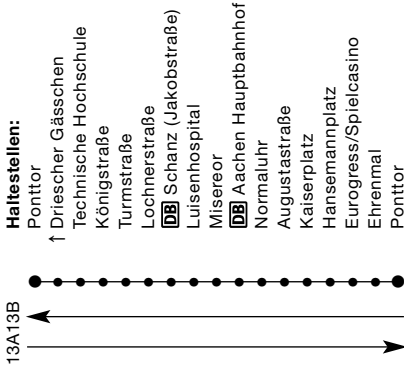 Haltestellen:
Ponttor
↑ Driescher Gässchen
Technische Hochschule
Königstraße
Turmstraße
Lochnerstraße
DB Schanz (Jakobstraße)
Luisenhospital
Misereor
DB Aachen Hauptbahnhof
Normaluhr
Augustastraße
Kaiserplatz
Hansemannplatz
Eurogress/Spielcasino
Ehrenmal
Ponttor
13A13B